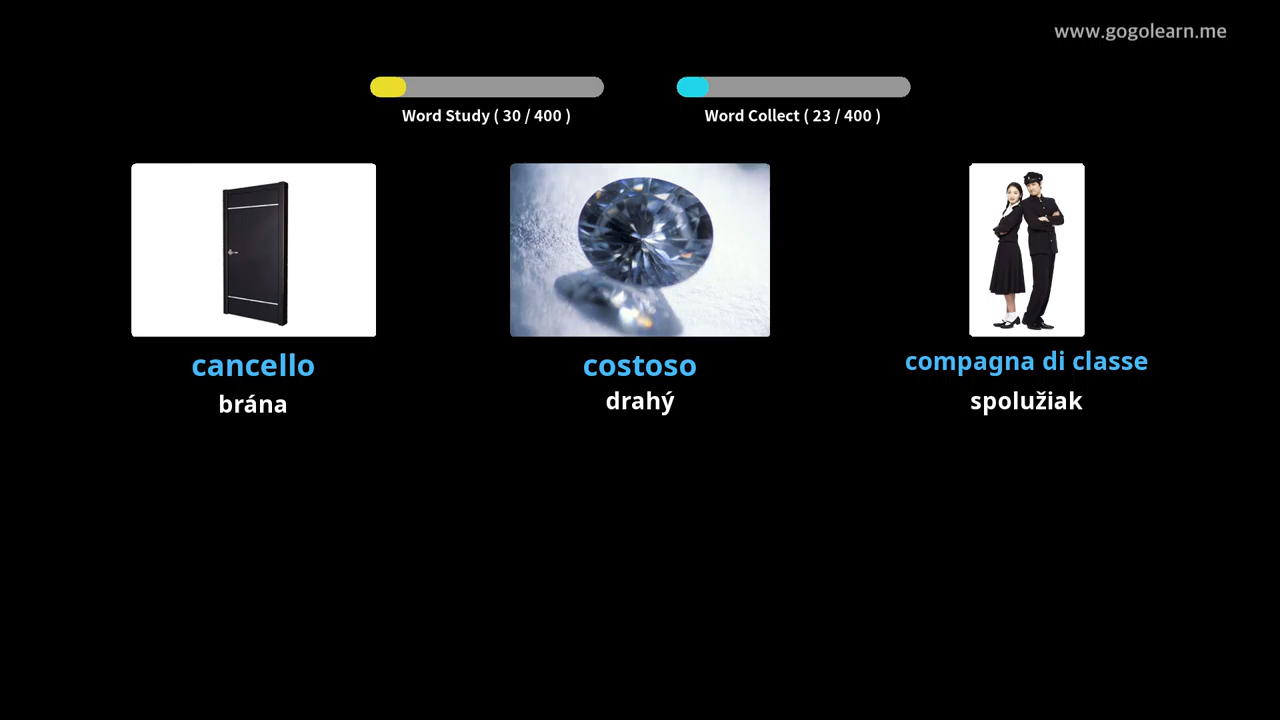 www.gogolearn.me
Word Study ( 30 / 400 )
Word Collect ( 23 / 400 )
cancello
costoso
compagna di classe
brána
drahý
spolužiak